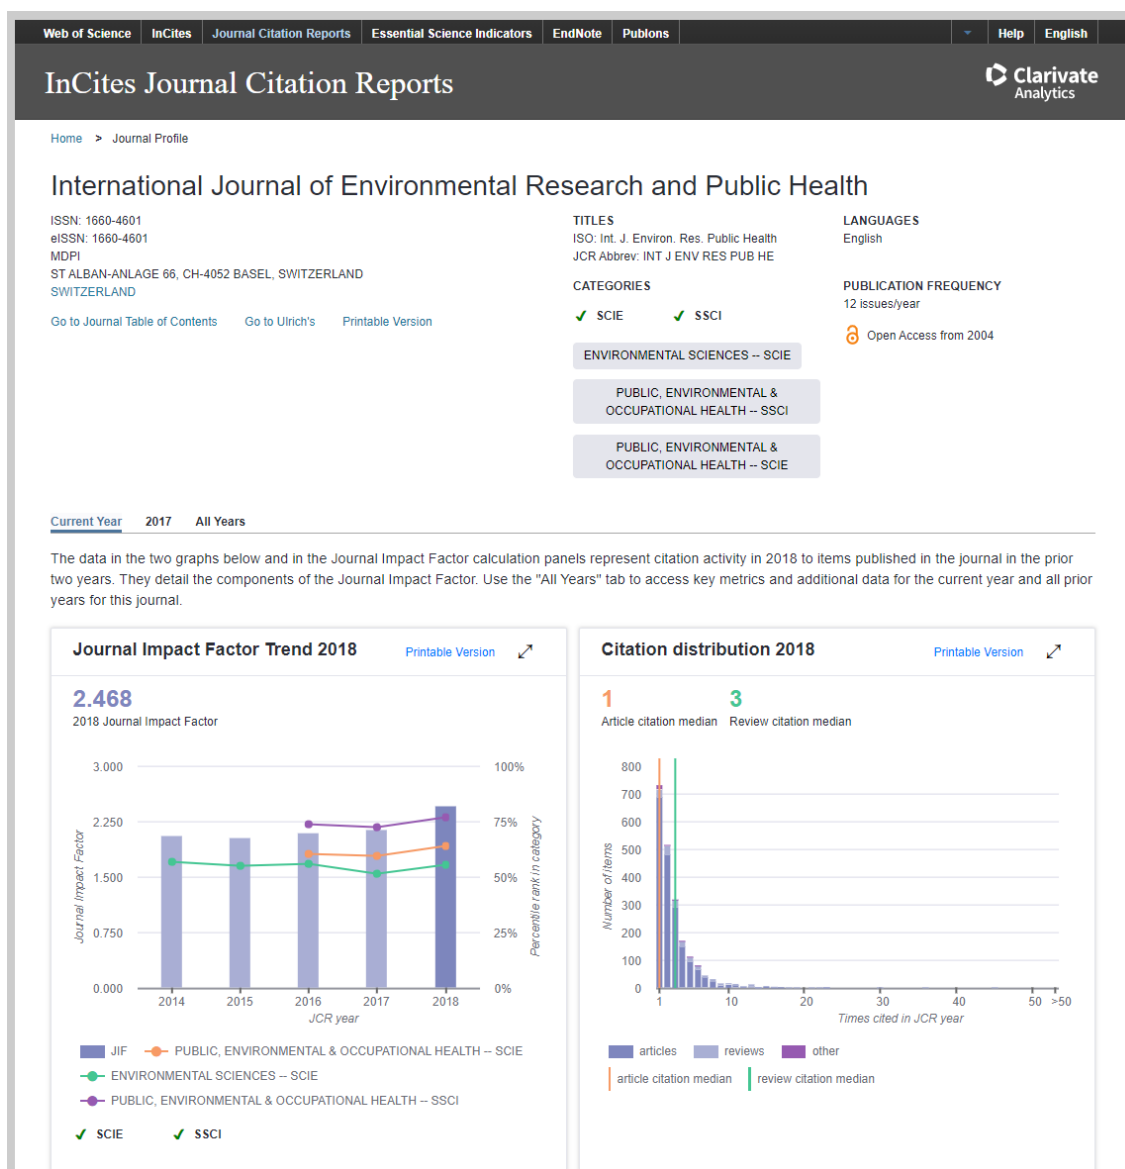 Web of Science InCites Journal Citation Reports Essential Science Indicators EndNote Publons Help English
InCites Journal Citation Reports
Clarivate
Analytics
Home > Journal Profile
International Journal of Environmental Research and Public Health
ISSN: 1660-4601
eISSN: 1660-4601
MDPI
ST ALBAN-ANLAGE 66, CH-4052 BASEL, SWITZERLAND
SWITZERLAND
Go to Journal Table of Contents Go to Ulrich's Printable Version
TITLES
ISO: Int. J. Environ. Res. Public Health
JCR Abbrev: INT J ENV RES PUB HE
CATEGORIES
SCIE SSCI
ENVIRONMENTAL SCIENCES -- SCIE
PUBLIC, ENVIRONMENTAL &
OCCUPATIONAL HEALTH -- SSCI
PUBLIC, ENVIRONMENTAL &
OCCUPATIONAL HEALTH -- SCIE
LANGUAGES
English
PUBLICATION FREQUENCY
12 issues/year
Open Access from 2004
Current Year 2017 All Years
The data in the two graphs below and in the Journal Impact Factor calculation panels represent citation activity in 2018 to items published in the journal in the prior
two years. They detail the components of the Journal Impact Factor. Use the "All Years" tab to access key metrics and additional data for the current year and all prior
years for this journal.
Journal Impact Factor Trend 2018 Printable Version
2.468
2018 Journal Impact Factor
3.000 100%
2.250 75%
1.500 50%
0.750 25%
0.000 0%
Journal Impact Factor
Percentile rank in category
2014 2015 2016 2017 2018
JCR year
JIF PUBLIC, ENVIRONMENTAL & OCCUPATIONAL HEALTH -- SCIE
ENVIRONMENTAL SCIENCES -- SCIE
PUBLIC, ENVIRONMENTAL & OCCUPATIONAL HEALTH -- SSCI
SCIE SSCI
Citation distribution 2018 Printable Version
1 3
Article citation median Review citation median
800
700
600
500
400
300
200
100
0
Number of items
1 10 20 30 40 50 >50
Times cited in JCR year
articles reviews other
article citation median review citation median